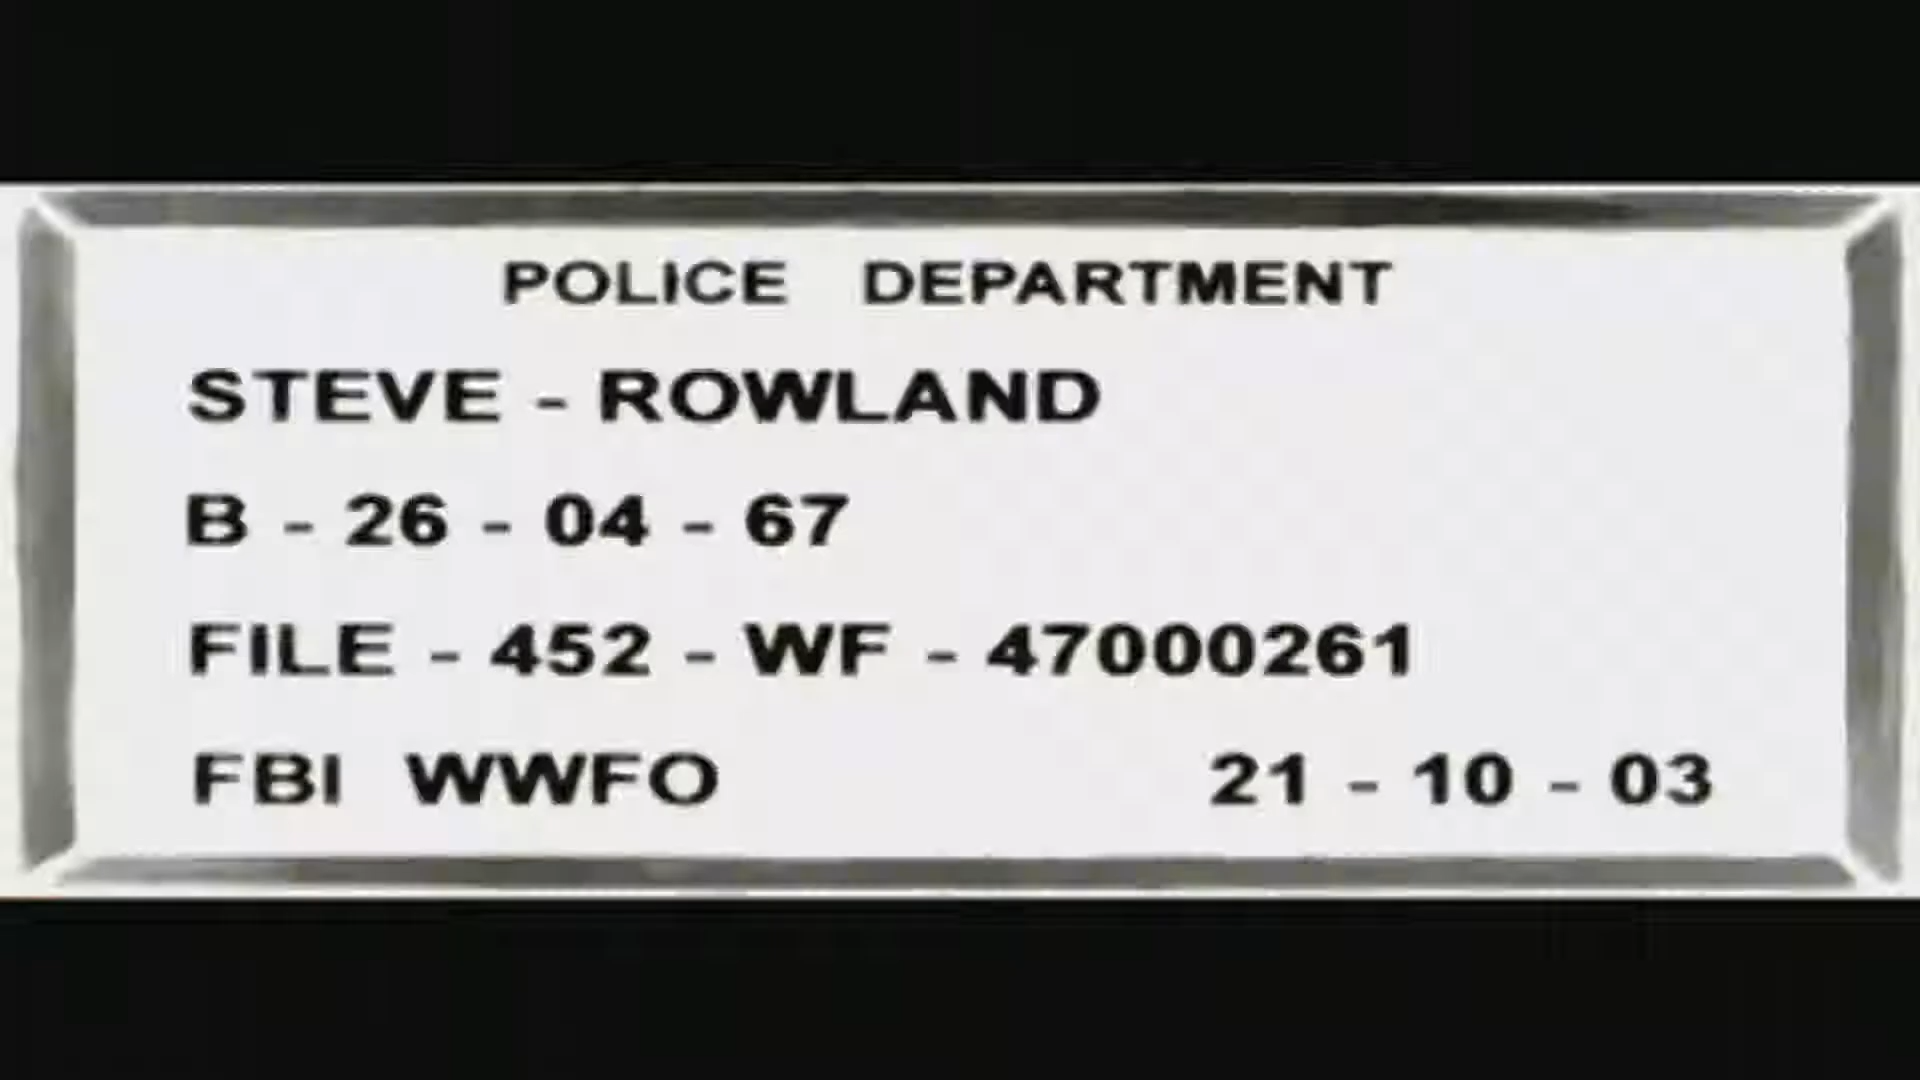 POLICE DEPARTMENT
STEVE - ROWLAND
B - 26 - 04 - 67
FILE - 452 - WF - 47000261
FBI WWFO 21 - 10 - 03